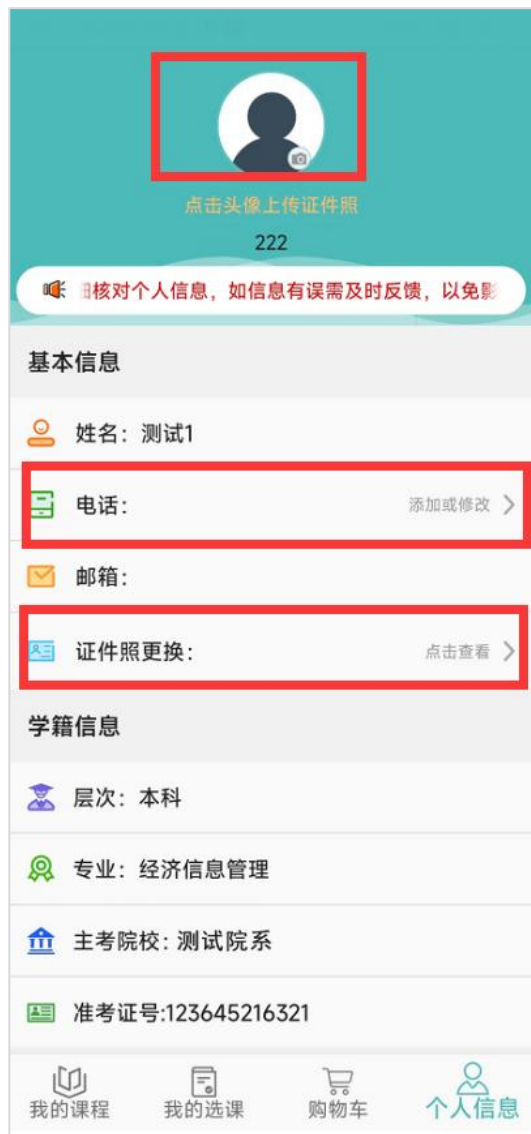 点击头像上传证件照
222
核对个人信息，如信息有误需及时反馈，以免影
基本信息
姓名：测试1
电话： 添加或修改
邮箱：
证件照更换： 点击查看
学籍信息
层次：本科
专业：经济信息管理
主考院校：测试院系
准考证号:123645216321
我的课程 我的选课 购物车 个人信息